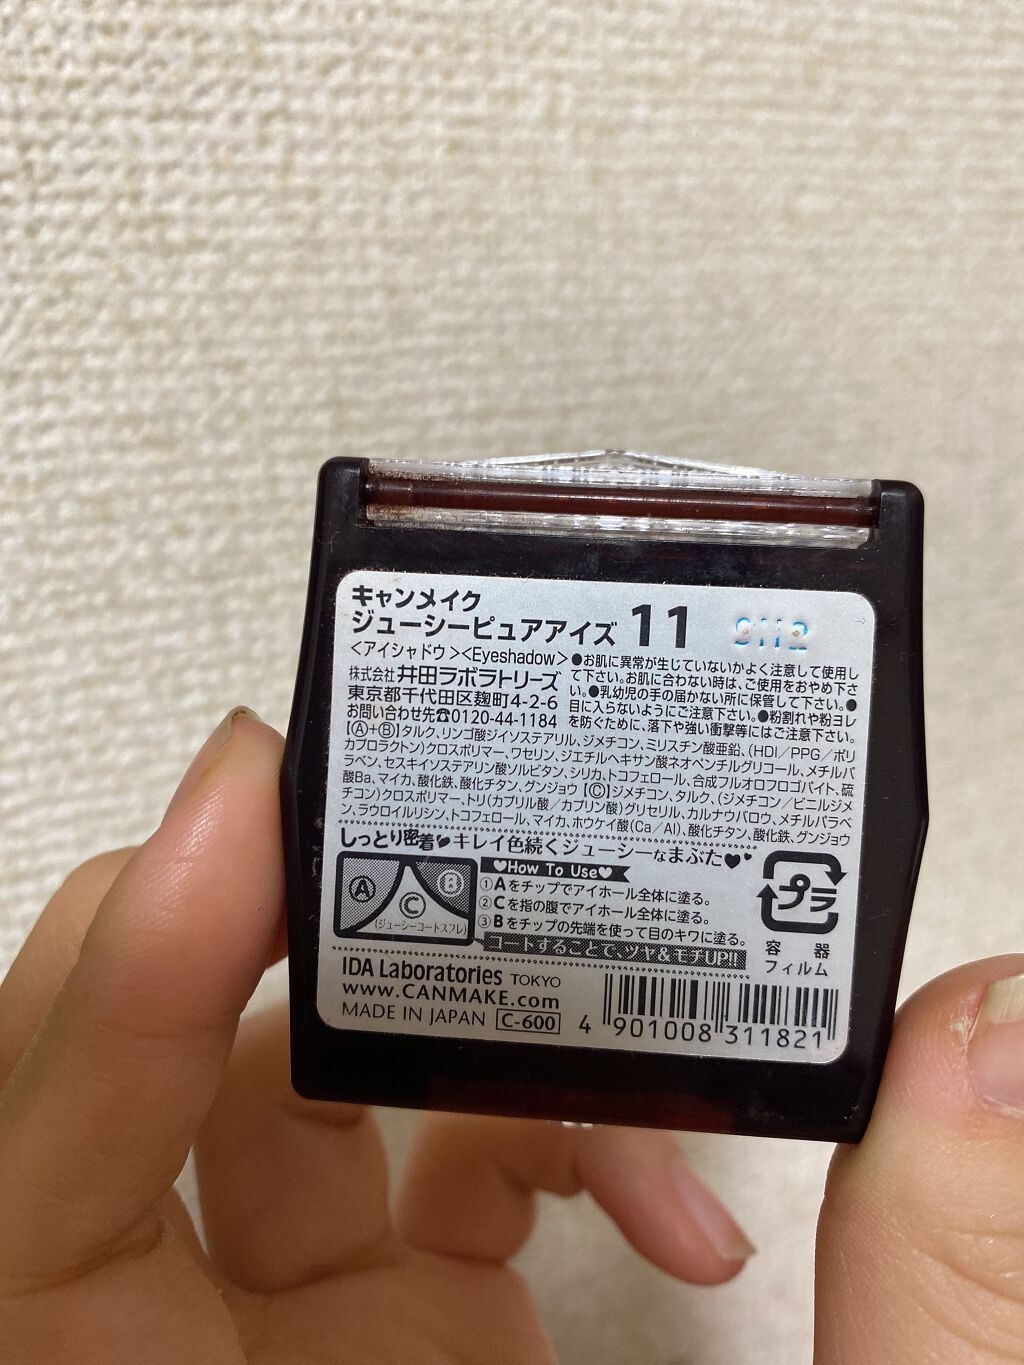 キャンメイク
ジューシーピュアアイズ 11 9112
<アイシャドウ><Eyeshadow>
株式会社 井田ラボラトリーズ
東京都千代田区麹町4-2-6
お問い合わせ先☎0120-44-1184
●お肌に異常が生じていないかよく注意して使用し
て下さい。お肌に合わない時は、ご使用をおやめ下さ
い。●乳幼児の手の届かない所に保管して下さい。●
目に入らないようにご注意下さい。●粉割れや粉ヨレ
を防ぐために、落下や強い衝撃等にはご注意下さい。
【Ⓐ+Ⓑ】タルク、リンゴ酸ジイソステアリル、ジメチコン、ミリスチン酸亜鉛、(HDI/PPG/ポリ
カプロラクトン)クロスポリマー、ワセリン、ジエチルヘキサン酸ネオペンチルグリコール、メチルパ
ラベン、セスキイソステアリン酸ソルビタン、シリカ、トコフェロール、合成フルオロフロゴパイト、硫
酸Ba、マイカ、酸化鉄、酸化チタン、グンジョウ【Ⓒ】ジメチコン、タルク、(ジメチコン/ビニルジメ
チコン)クロスポリマー、トリ(カプリル酸/カプリン酸)グリセリル、カルナウバロウ、メチルパラベ
ン、ラウロイルリシン、トコフェロール、マイカ、ホウケイ酸(Ca/Al)、酸化チタン、酸化鉄、グンジョウ
しっとり密着♥キレイ色続くジューシーなまぶた♥♥
Ⓐ Ⓑ Ⓒ
(ジューシーコートスフレ)
♥How To Use♥
①Aをチップでアイホール全体に塗る。
②Cを指の腹でアイホール全体に塗る。
③Bをチップの先端を使って目のキワに塗る。
コートすることで、ツヤ&モチUP!!
プラ
容器
フィルム
IDA Laboratories TOKYO
www.CANMAKE.com
MADE IN JAPAN C-600
4 901008 311821